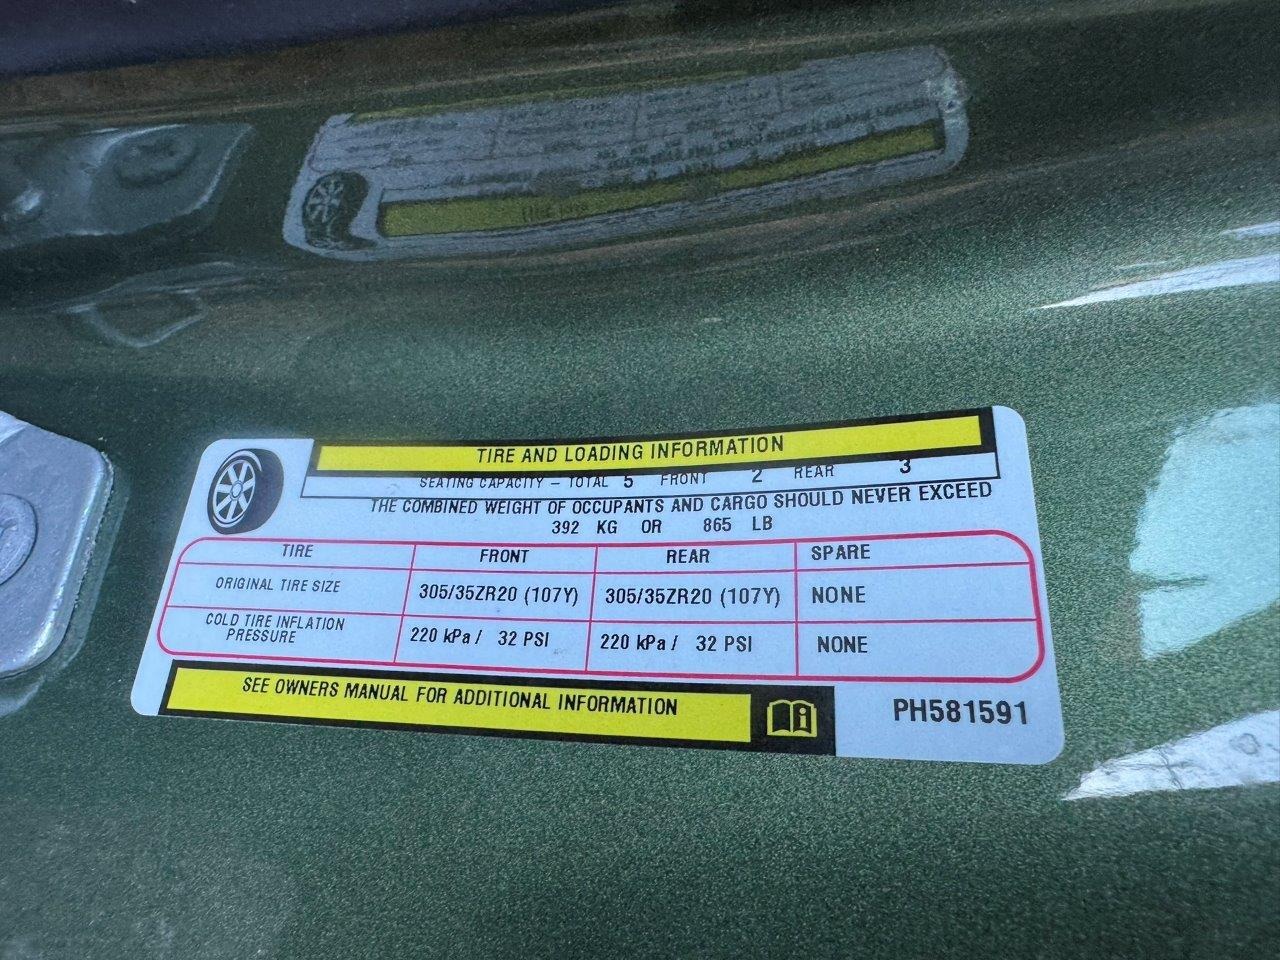 TIRE AND LOADING INFORMATION
SEATING CAPACITY – TOTAL 5 FRONT 2 REAR 3
THE COMBINED WEIGHT OF OCCUPANTS AND CARGO SHOULD NEVER EXCEED
392 KG OR 865 LB
TIRE FRONT REAR SPARE
ORIGINAL TIRE SIZE 305/35ZR20 (107Y) 305/35ZR20 (107Y) NONE
COLD TIRE INFLATION
PRESSURE 220 kPa / 32 PSI 220 kPa / 32 PSI NONE
SEE OWNERS MANUAL FOR ADDITIONAL INFORMATION
PH581591